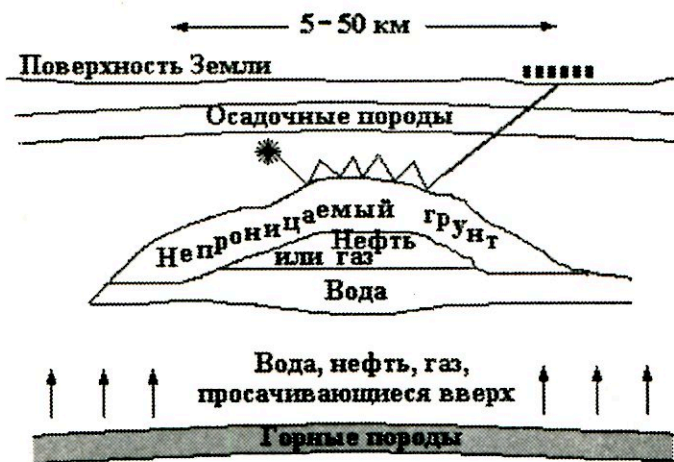 5-50 км
Поверхность Земли
Осадочные породы
Непроницаемый грунт
Нефть
или газ
Вода
Вода, нефть, газ,
просачивающиеся вверх
Горные породы